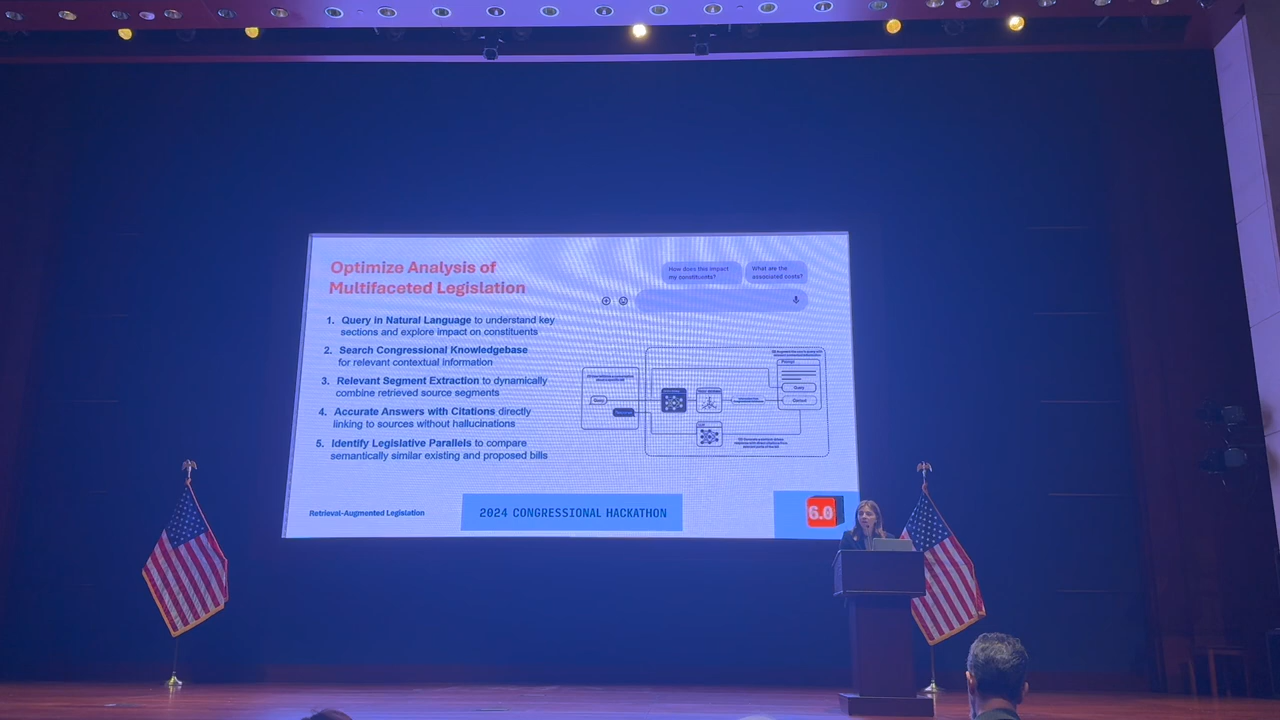 Optimize Analysis of
Multifaceted Legislation
1. Query in Natural Language to understand key
sections and explore impact on constituents
2. Search Congressional Knowledgebase
for relevant contextual information
3. Relevant Segment Extraction to dynamically
combine retrieved source segments
4. Accurate Answers with Citations directly
linking to sources without hallucinations
5. Identify Legislative Parallels to compare
semantically similar existing and proposed bills
How does this impact
my constituents?
What are the
associated costs?
Prompt
Query
Context
Query
Retrieval-Augmented Legislation
2024 CONGRESSIONAL HACKATHON
6.0